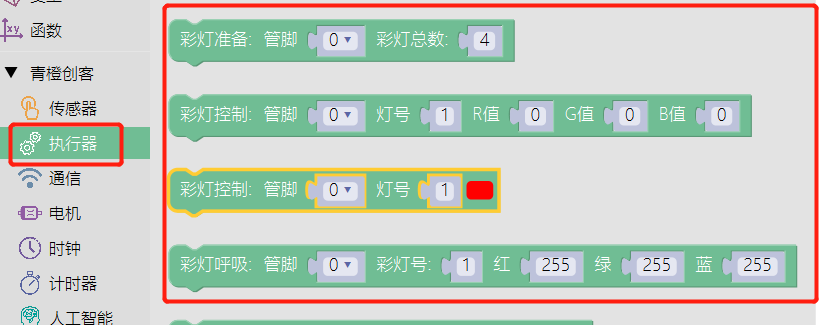 xy 函数
青橙创客
传感器
执行器
通信
电机
时钟
计时器
人工智能
彩灯准备: 管脚 0 彩灯总数: 4
彩灯控制: 管脚 0 灯号 1 R值 0 G值 0 B值 0
彩灯控制: 管脚 0 灯号 1
彩灯呼吸: 管脚 0 彩灯号: 1 红 255 绿 255 蓝 255